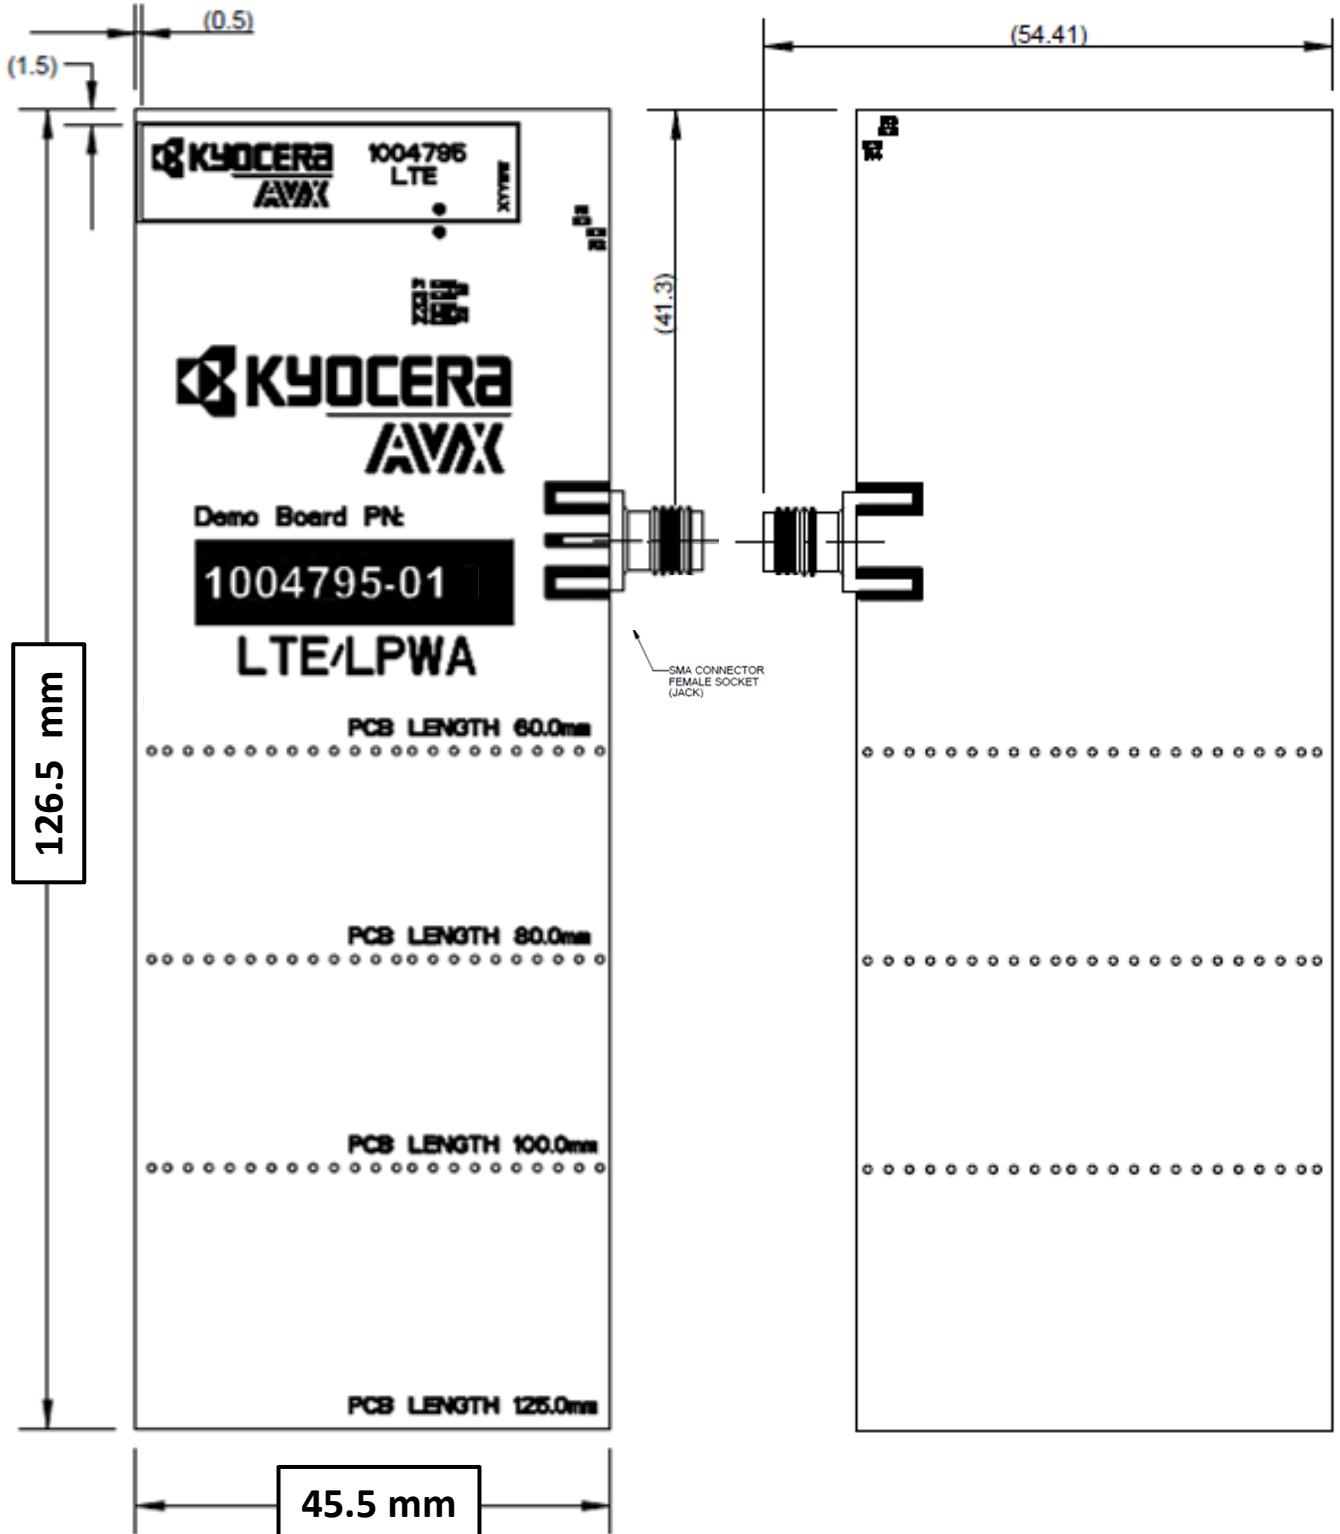 (0.5)
(54.41)
(1.5)
KYOCERA
AVX
1004795
LTE
(41.3)
KYOCERA
AVX
Demo Board PN:
1004795-01
LTE/LPWA
SMA CONNECTOR
FEMALE SOCKET
(JACK)
126.5 mm
PCB LENGTH 60.0mm
PCB LENGTH 80.0mm
PCB LENGTH 100.0mm
PCB LENGTH 125.0mm
45.5 mm